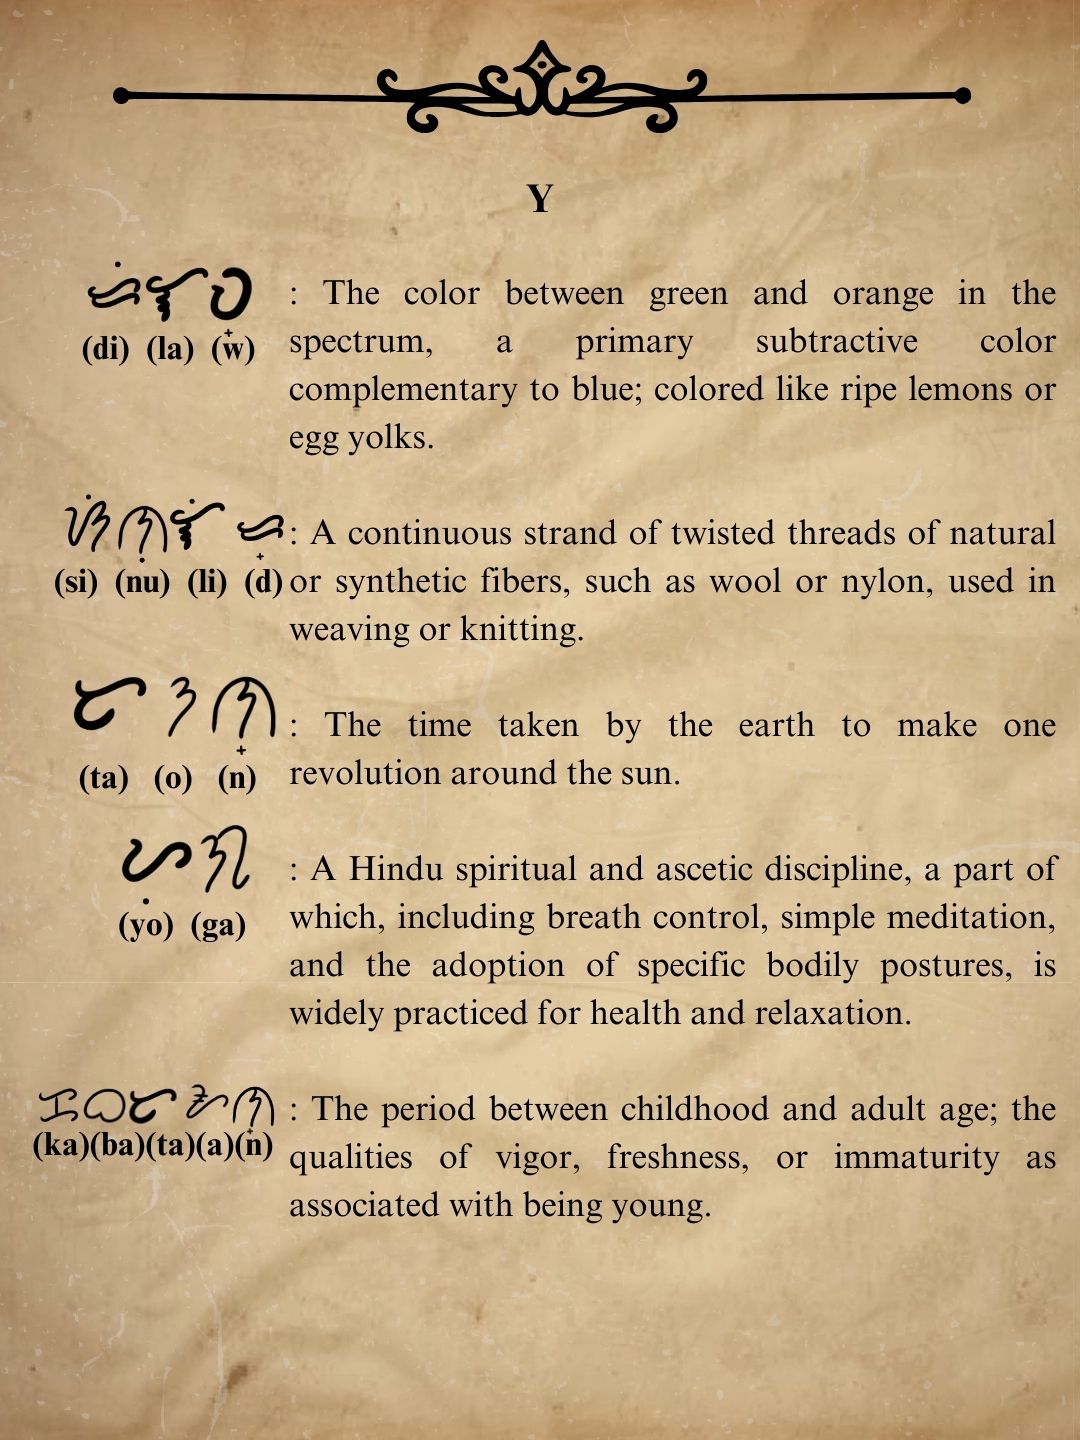 Y
ᜇᜒᜎᜏ᜔ : The color between green and orange in the
(di) (la) (w) spectrum, a primary subtractive color
complementary to blue; colored like ripe lemons or
egg yolks.
ᜐᜒᜈᜓᜎᜒᜇ᜔ : A continuous strand of twisted threads of natural
(si) (nu) (li) (d) or synthetic fibers, such as wool or nylon, used in
weaving or knitting.
ᜆᜂᜈ᜔ : The time taken by the earth to make one
(ta) (o) (n) revolution around the sun.
ᜌᜓᜄ : A Hindu spiritual and ascetic discipline, a part of
(yo) (ga) which, including breath control, simple meditation,
and the adoption of specific bodily postures, is
widely practiced for health and relaxation.
ᜃᜊᜆᜀᜈ᜔ : The period between childhood and adult age; the
(ka)(ba)(ta)(a)(n) qualities of vigor, freshness, or immaturity as
associated with being young.